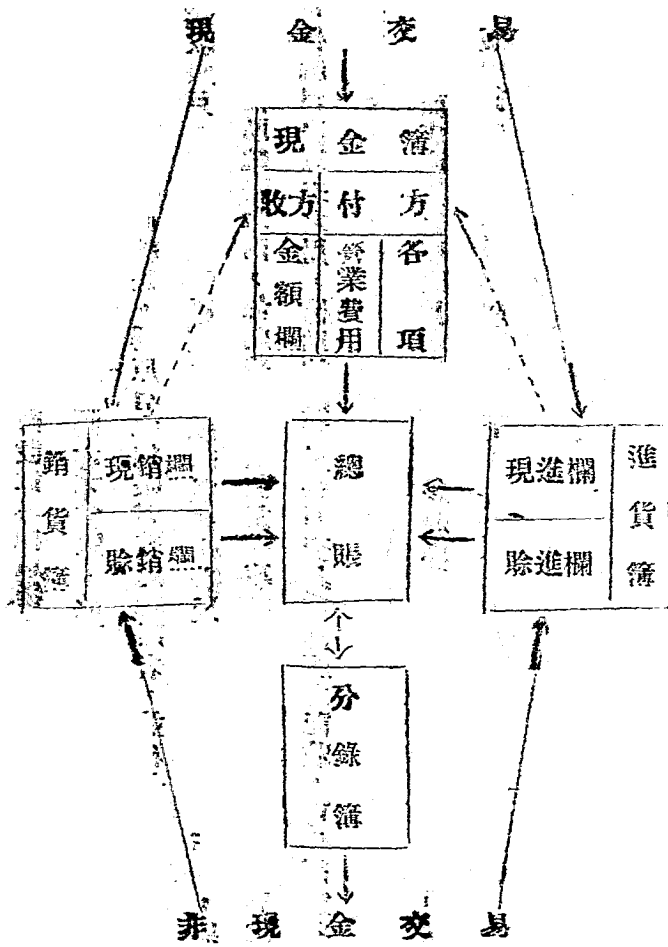 現金交易
現金簿
收方 付方
金額欄 營業費用 各項
銷貨簿 現銷欄 賒銷欄
總賬
現進欄 賒進欄 進貨簿
分錄簿
非現金交易